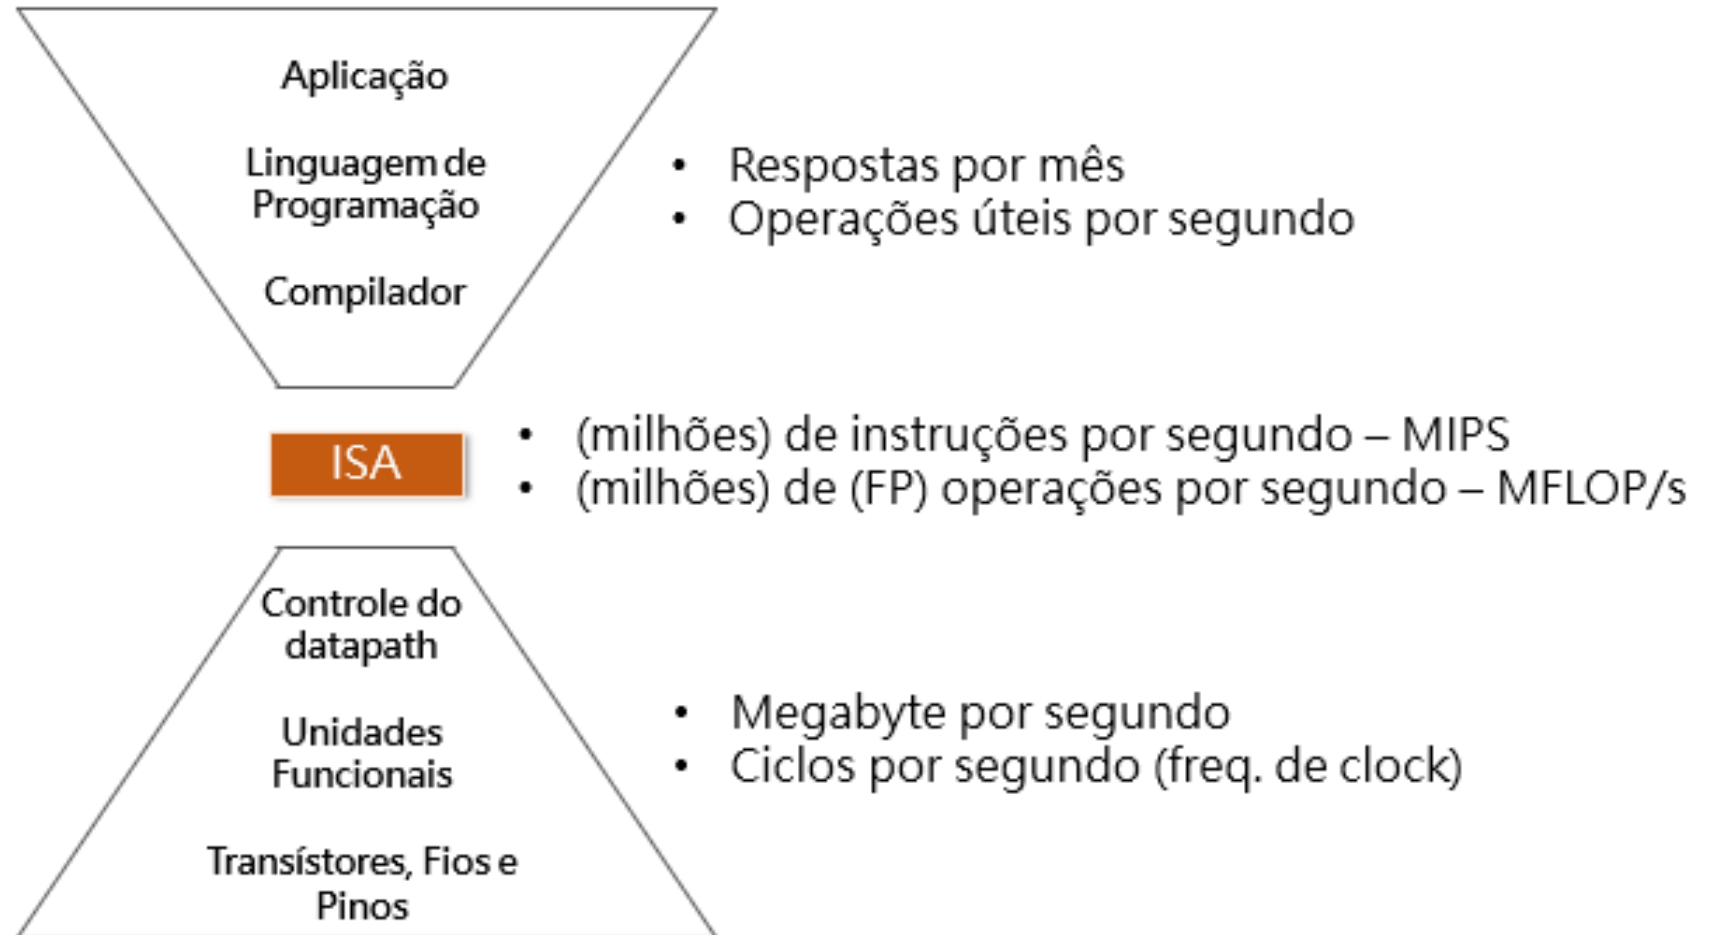 Aplicação
Linguagem de
Programação
Compilador
• Respostas por mês
• Operações úteis por segundo
ISA
• (milhões) de instruções por segundo – MIPS
• (milhões) de (FP) operações por segundo – MFLOP/s
Controle do
datapath
Unidades
Funcionais
Transístores, Fios e
Pinos
• Megabyte por segundo
• Ciclos por segundo (freq. de clock)